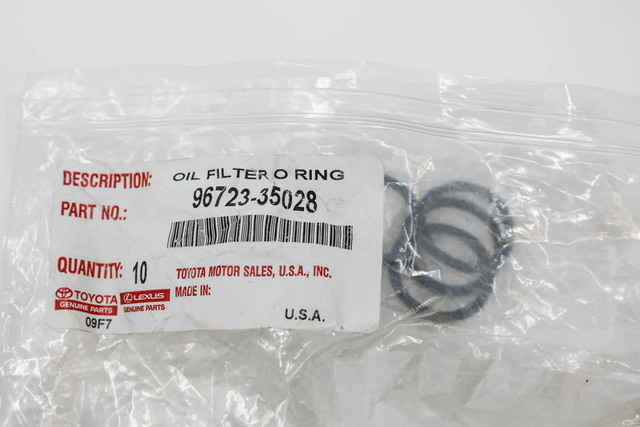 DESCRIPTION: OIL FILTER O RING
PART NO.: 96723-35028
QUANTITY: 10 TOYOTA MOTOR SALES, U.S.A., INC.
MADE IN:
TOYOTA LEXUS
GENUINE PARTS GENUINE PARTS
09F7 U.S.A.